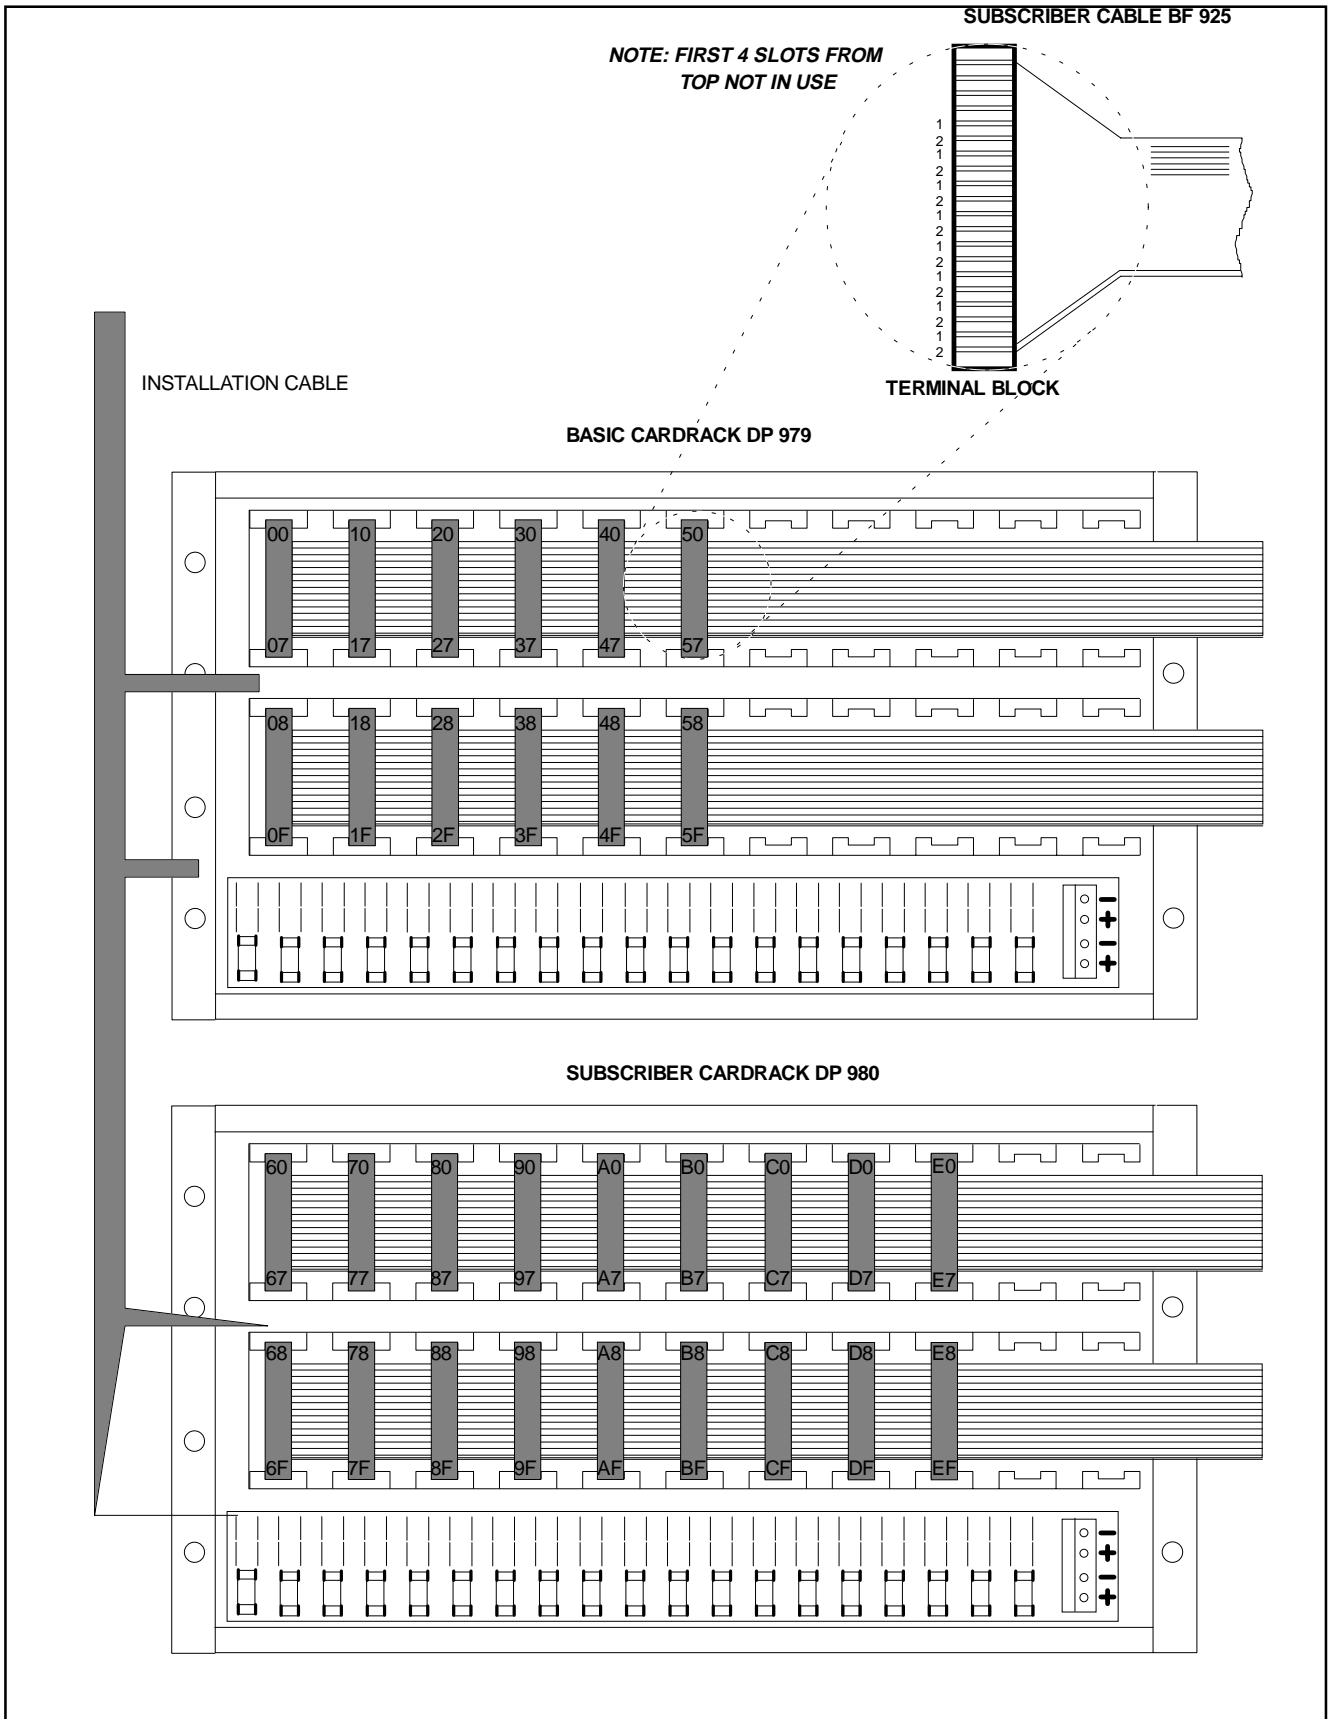 SUBSCRIBER CABLE BF 925
NOTE: FIRST 4 SLOTS FROM
TOP NOT IN USE
1
2
1
2
1
2
1
2
1
2
1
2
1
2
1
2
TERMINAL BLOCK
INSTALLATION CABLE
BASIC CARDRACK DP 979
00 10 20 30 40 50
07 17 27 37 47 57
08 18 28 38 48 58
0F 1F 2F 3F 4F 5F
−
+
−
+
SUBSCRIBER CARDRACK DP 980
60 70 80 90 A0 B0 C0 D0 E0
67 77 87 97 A7 B7 C7 D7 E7
68 78 88 98 A8 B8 C8 D8 E8
6F 7F 8F 9F AF BF CF DF EF
−
+
−
+